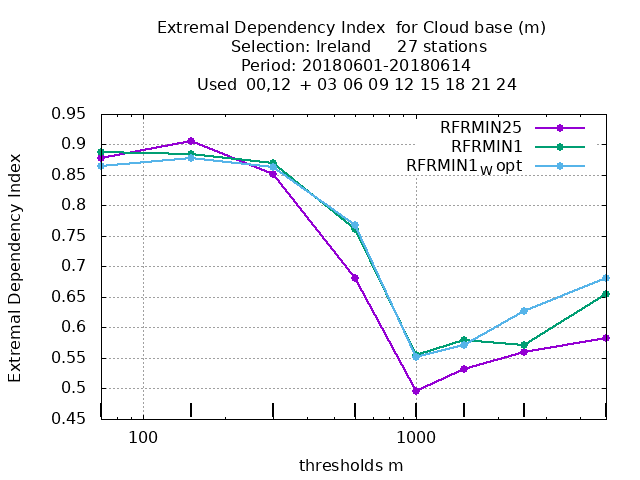 Extremal Dependency Index  for Cloud base (m)
Selection: Ireland     27 stations
Period: 20180601-20180614
Used  00,12  + 03 06 09 12 15 18 21 24
0.95
0.9
0.85
0.8
0.75
0.7
0.65
0.6
0.55
0.5
0.45
Extremal Dependency Index
RFRMIN25
RFRMIN1
RFRMIN1W opt
100
1000
thresholds m